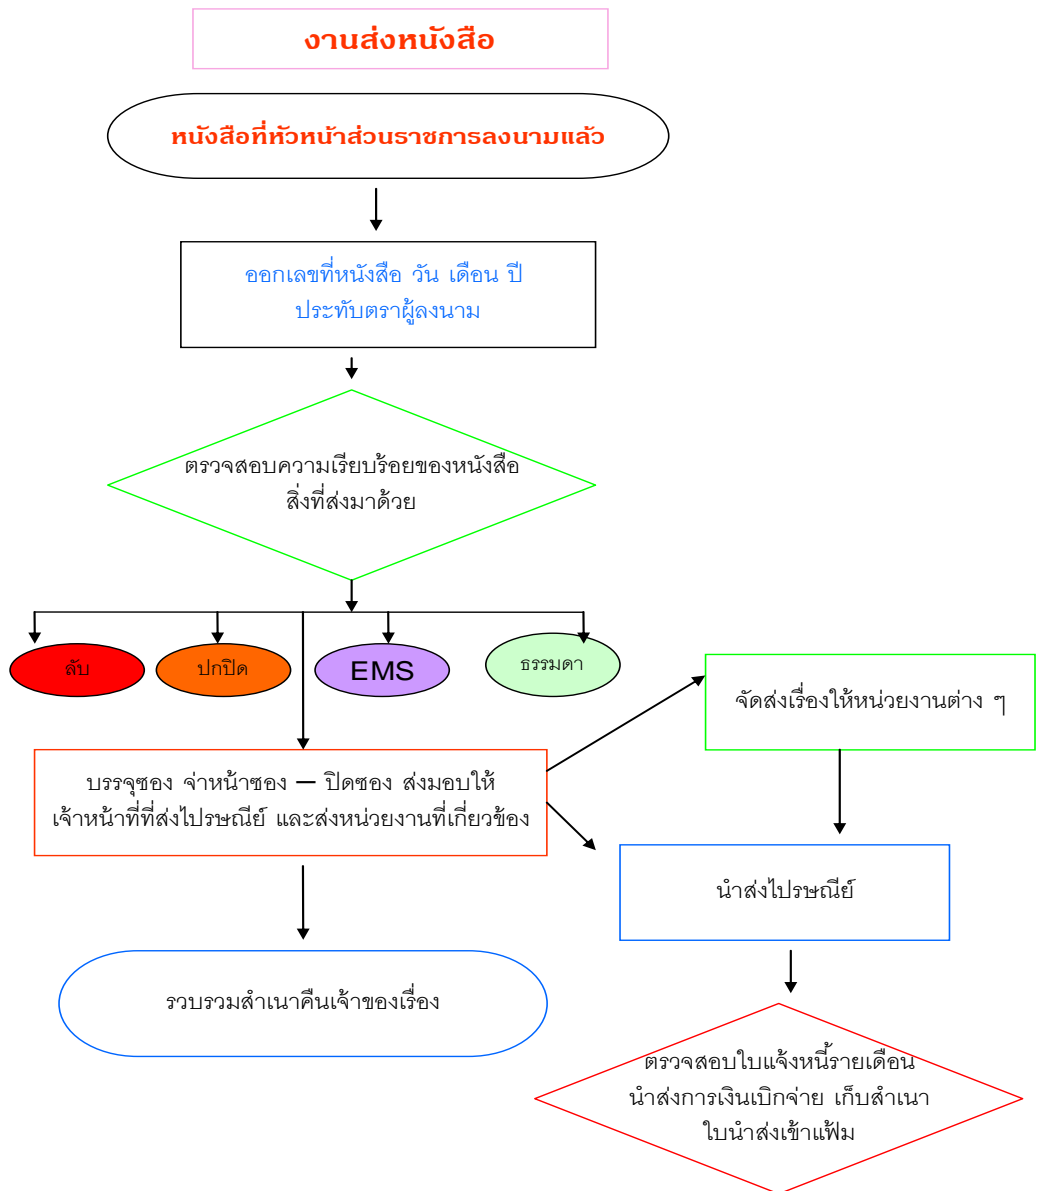 งานส่งหนังสือ
หนังสือที่หัวหน้าส่วนราชการลงนามแล้ว
ออกเลขที่หนังสือ วัน เดือน ปี
ประทับตราผู้ลงนาม
ตรวจสอบความเรียบร้อยของหนังสือ
สิ่งที่ส่งมาด้วย
ลับ
ปกปิด
EMS
ธรรมดา
จัดส่งเรื่องให้หน่วยงานต่าง ๆ
บรรจุซอง จ่าหน้าซอง – ปิดซอง ส่งมอบให้
เจ้าหน้าที่ที่ส่งไปรษณีย์ และส่งหน่วยงานที่เกี่ยวข้อง
นำส่งไปรษณีย์
รวบรวมสำเนาคืนเจ้าของเรื่อง
ตรวจสอบใบแจ้งหนี้รายเดือน
นำส่งการเงินเบิกจ่าย เก็บสำเนา
ใบนำส่งเข้าแฟ้ม